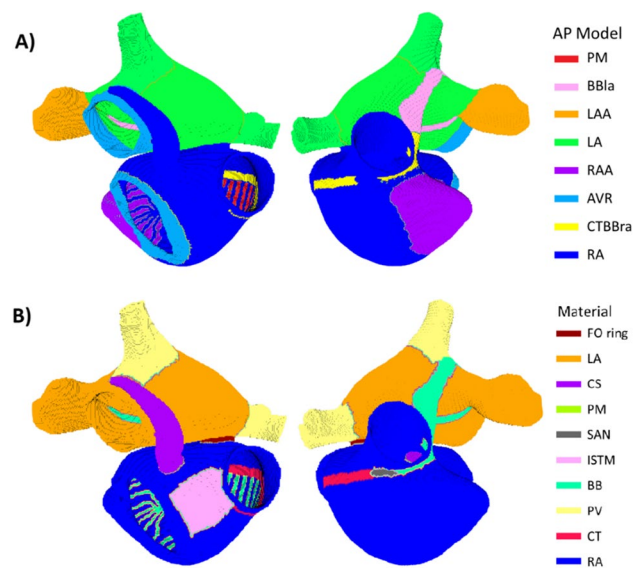 A)
AP Model
PM
BBla
LAA
LA
RAA
AVR
CTBBra
RA
B)
Material
FO ring
LA
CS
PM
SAN
ISTM
BB
PV
CT
RA